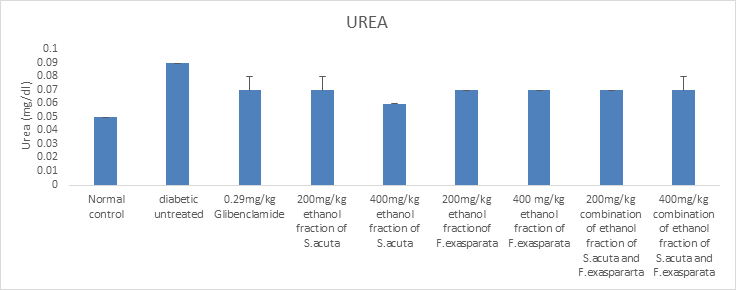 UREA
Urea (mg/dl)
0.1
0.09
0.08
0.07
0.06
0.05
0.04
0.03
0.02
0.01
0
Normal
control
diabetic
untreated
0.29mg/kg
Glibenclamide
200mg/kg
ethanol
fraction of
S.acuta
400mg/kg
ethanol
fraction of
S.acuta
200mg/kg
ethanol
fractionof
F.exasparata
400 mg/kg
ethanol
fraction of
F.exasparata
200mg/kg
combination
of ethanol
fraction of
S.acuta and
F.exaspararta
400mg/kg
combination
of ethanol
fraction of
S.acuta and
F.exasparata